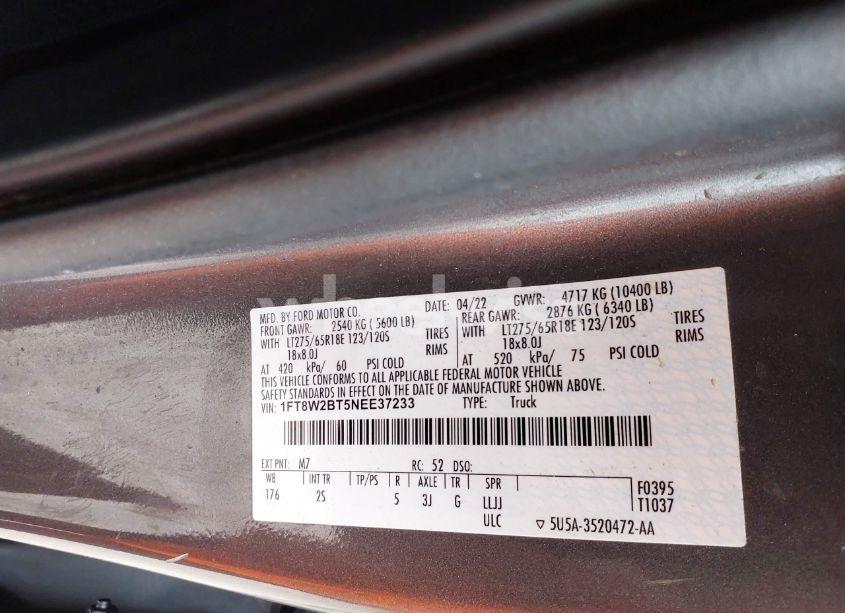 MFD. BY FORD MOTOR CO. DATE: 04/22 GVWR: 4717 KG (10400 LB)
FRONT GAWR: 2540 KG (5600 LB) REAR GAWR: 2876 KG (6340 LB)
WITH LT275/65R18E 123/120S TIRES WITH LT275/65R18E 123/120S TIRES
18x8.0J RIMS 18x8.0J RIMS
AT 420 kPa/ 60 PSI COLD AT 520 kPa/ 75 PSI COLD
THIS VEHICLE CONFORMS TO ALL APPLICABLE FEDERAL MOTOR VEHICLE
SAFETY STANDARDS IN EFFECT ON THE DATE OF MANUFACTURE SHOWN ABOVE.
VIN: 1FT8W2BT5NEE37233 TYPE: Truck
EXT PNT: M7 RC: 52 DSO:
WB INT TR TP/PS R AXLE TR SPR F0395
176 2S 5 3J G LLJJ T1037
ULC ▽ 5U5A-3520472-AA